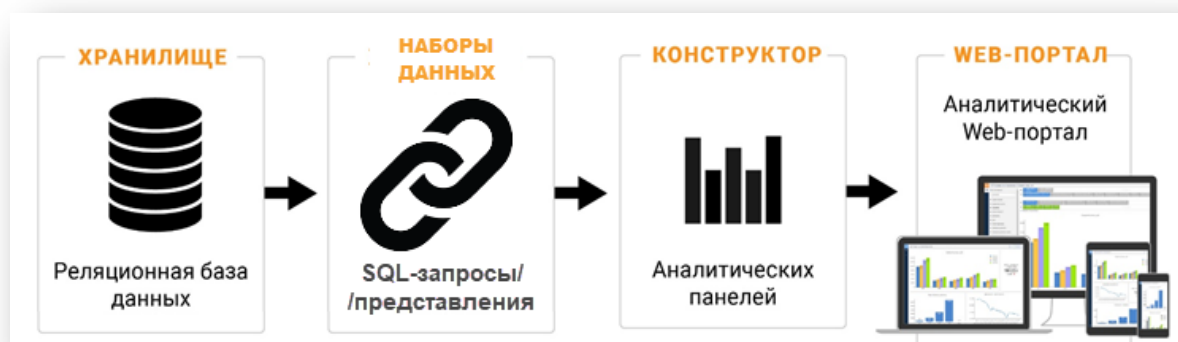 ХРАНИЛИЩЕ
Реляционная база
данных
НАБОРЫ
ДАННЫХ
SQL-запросы/
/представления
КОНСТРУКТОР
Аналитических
панелей
WEB-ПОРТАЛ
Аналитический
Web-портал